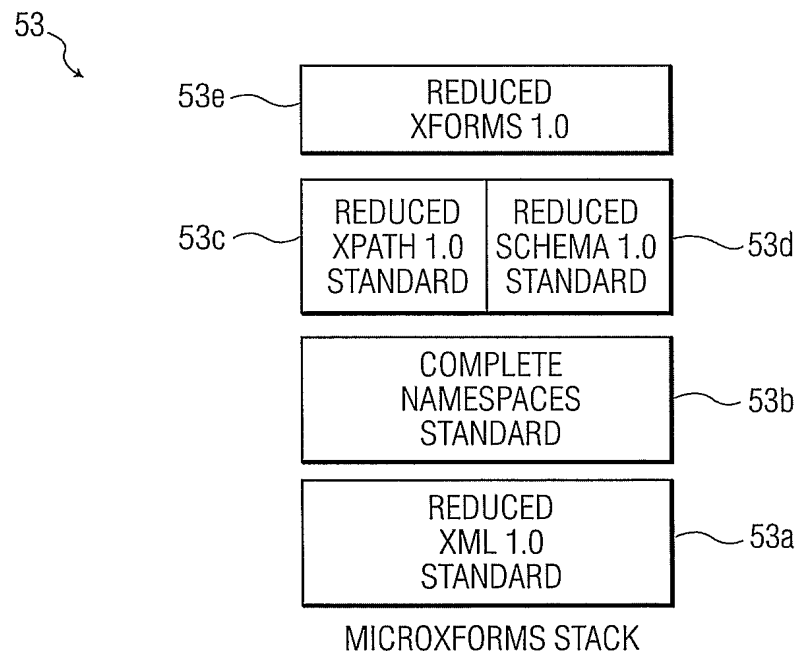 53
53e
REDUCED
XFORMS 1.0
53c
REDUCED
XPATH 1.0
STANDARD
REDUCED
SCHEMA 1.0
STANDARD
53d
COMPLETE
NAMESPACES
STANDARD
53b
REDUCED
XML 1.0
STANDARD
53a
MICROXFORMS STACK